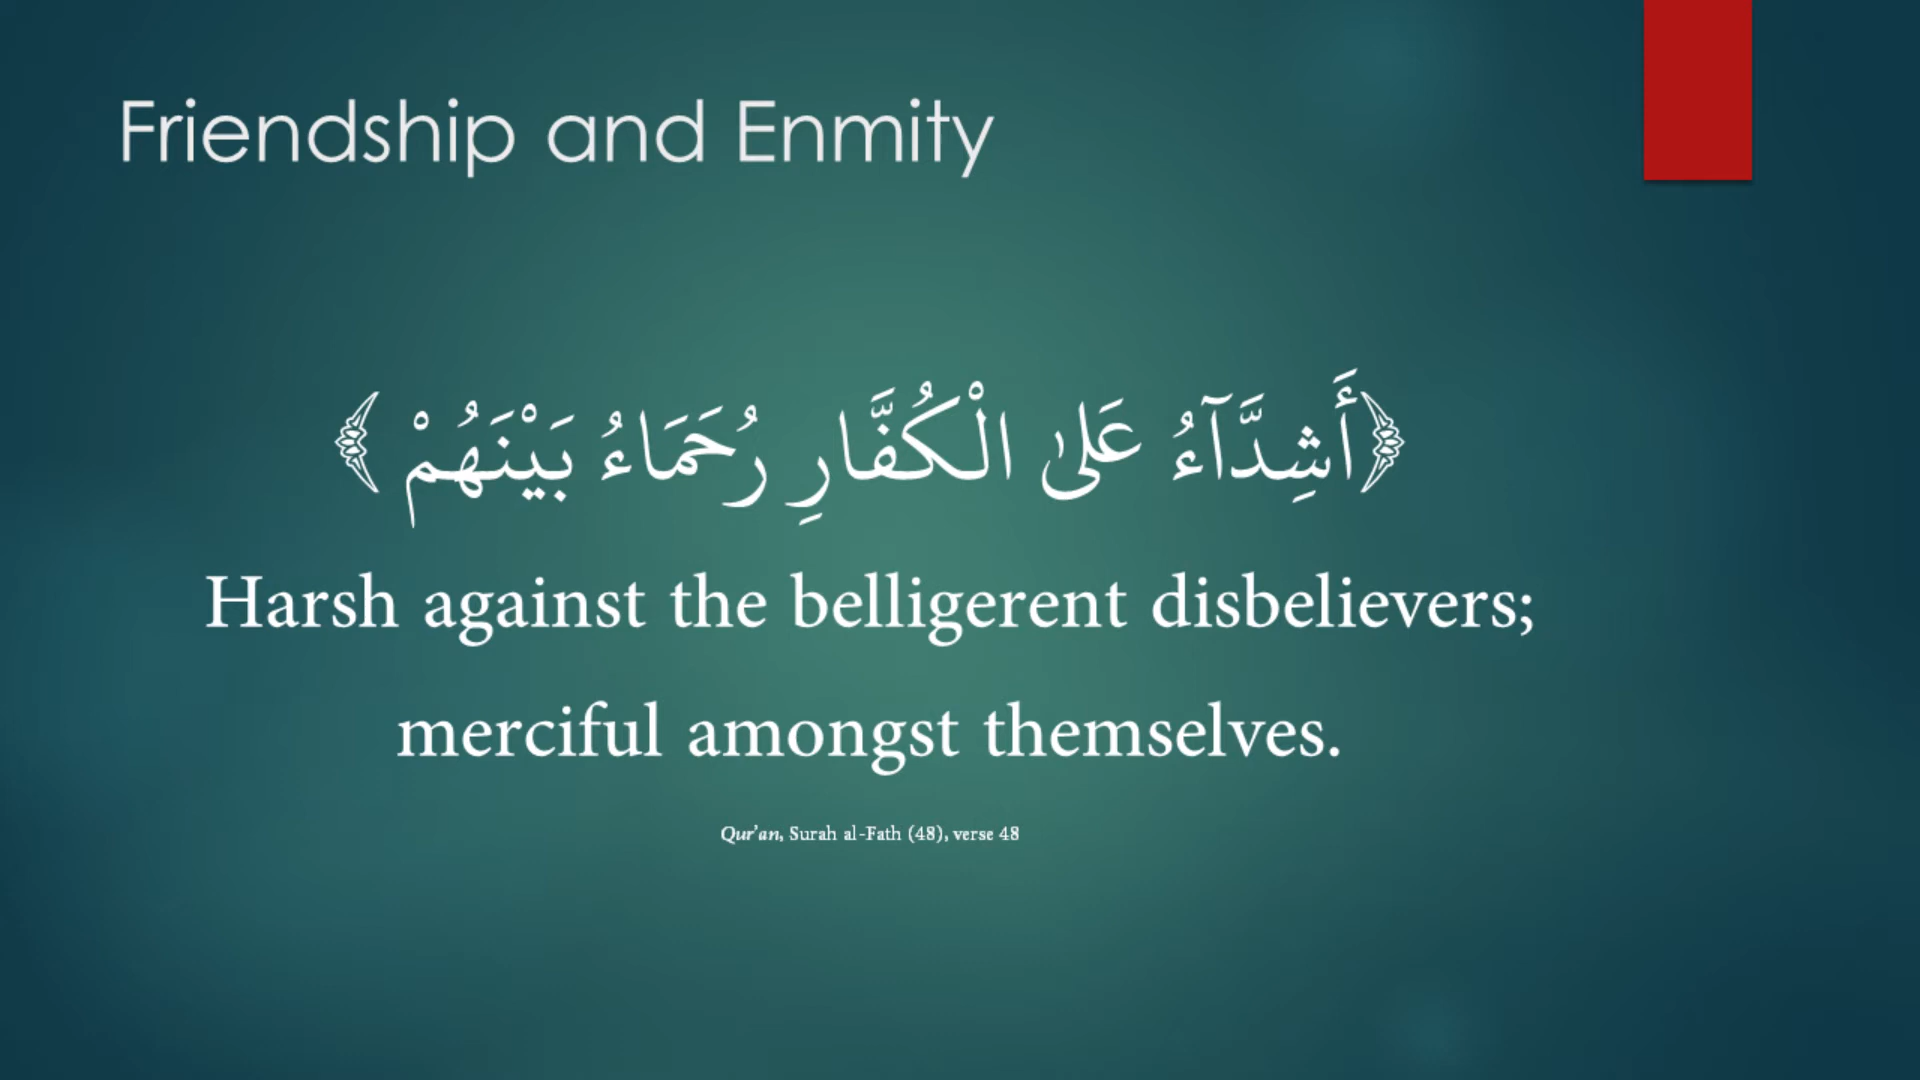 Friendship and Enmity
﴿أَشِدَّآءُ عَلىٰ الْكُفَّارِ رُحَمَاءُ بَيْنَهُمْ ﴾
Harsh against the belligerent disbelievers;
merciful amongst themselves.
Qur’an, Surah al-Fath (48), verse 48